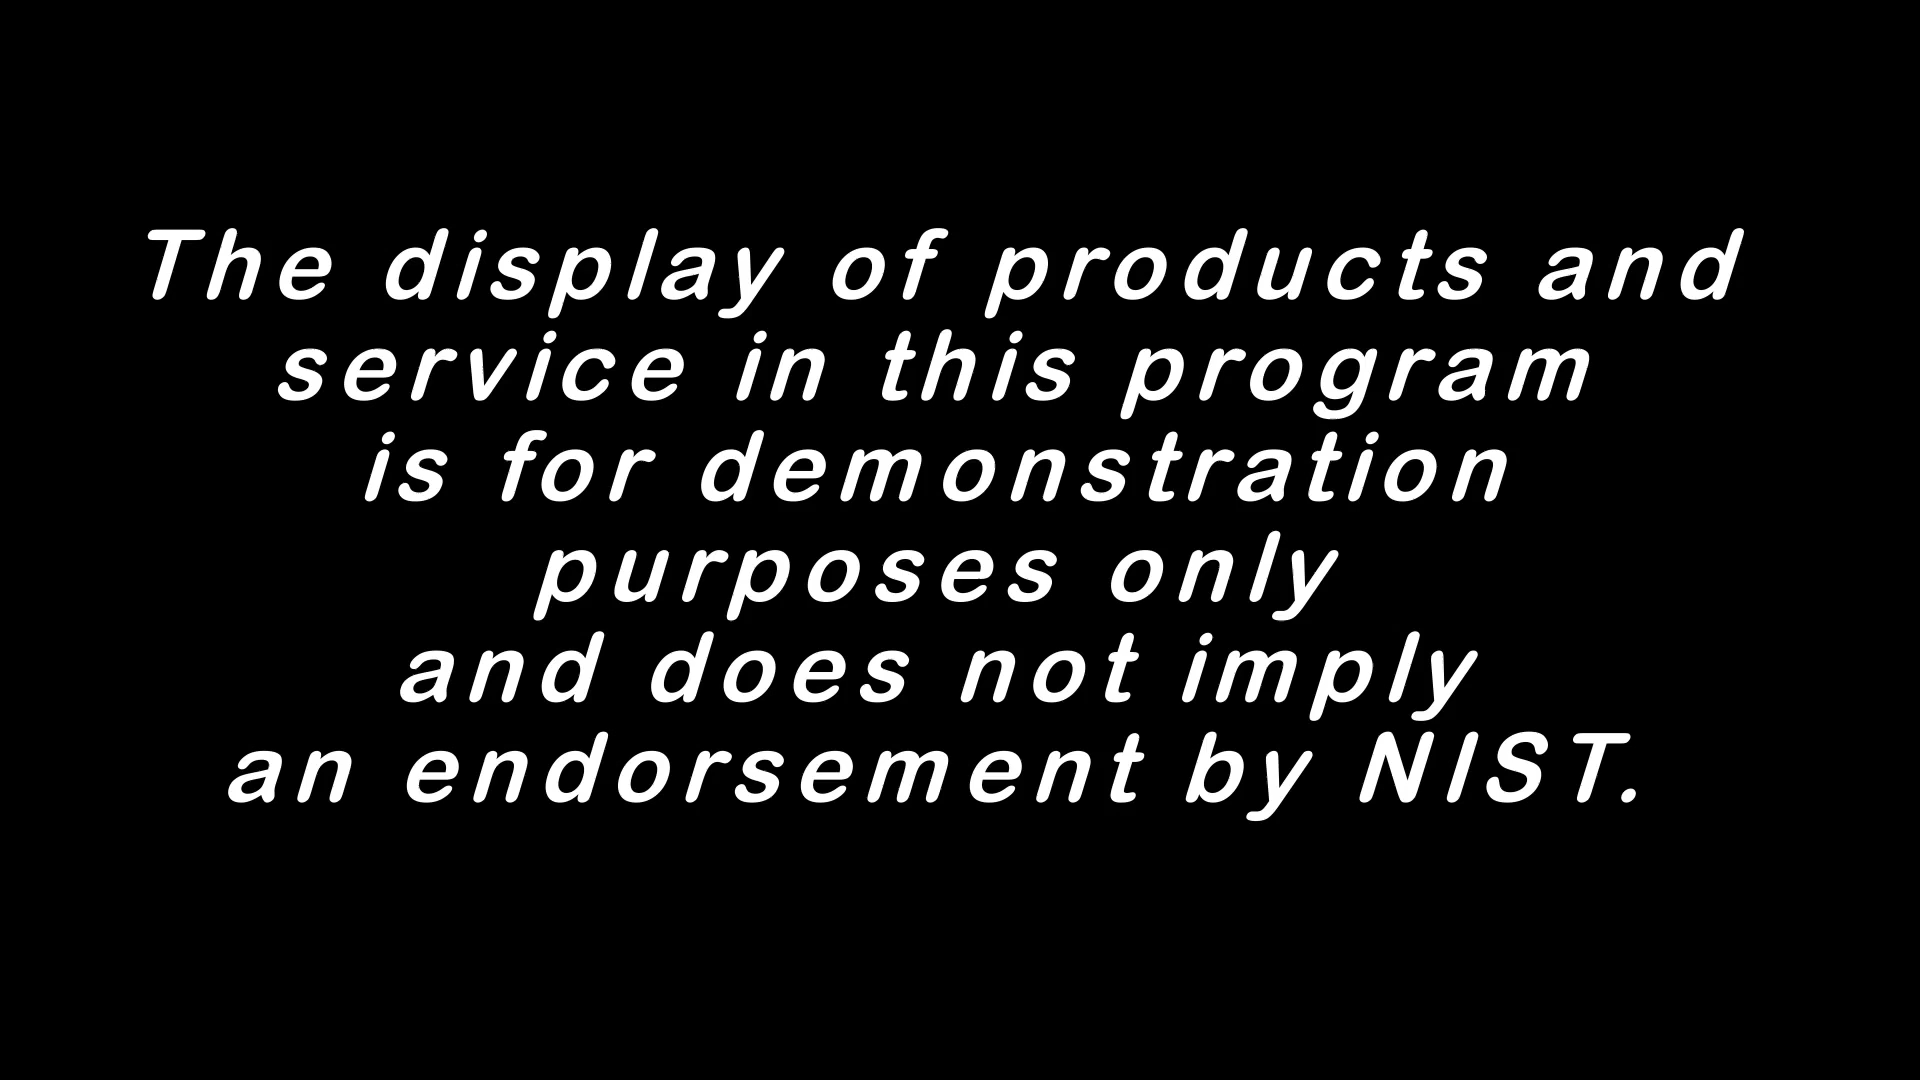 The display of products and
service in this program
is for demonstration
purposes only
and does not imply
an endorsement by NIST.